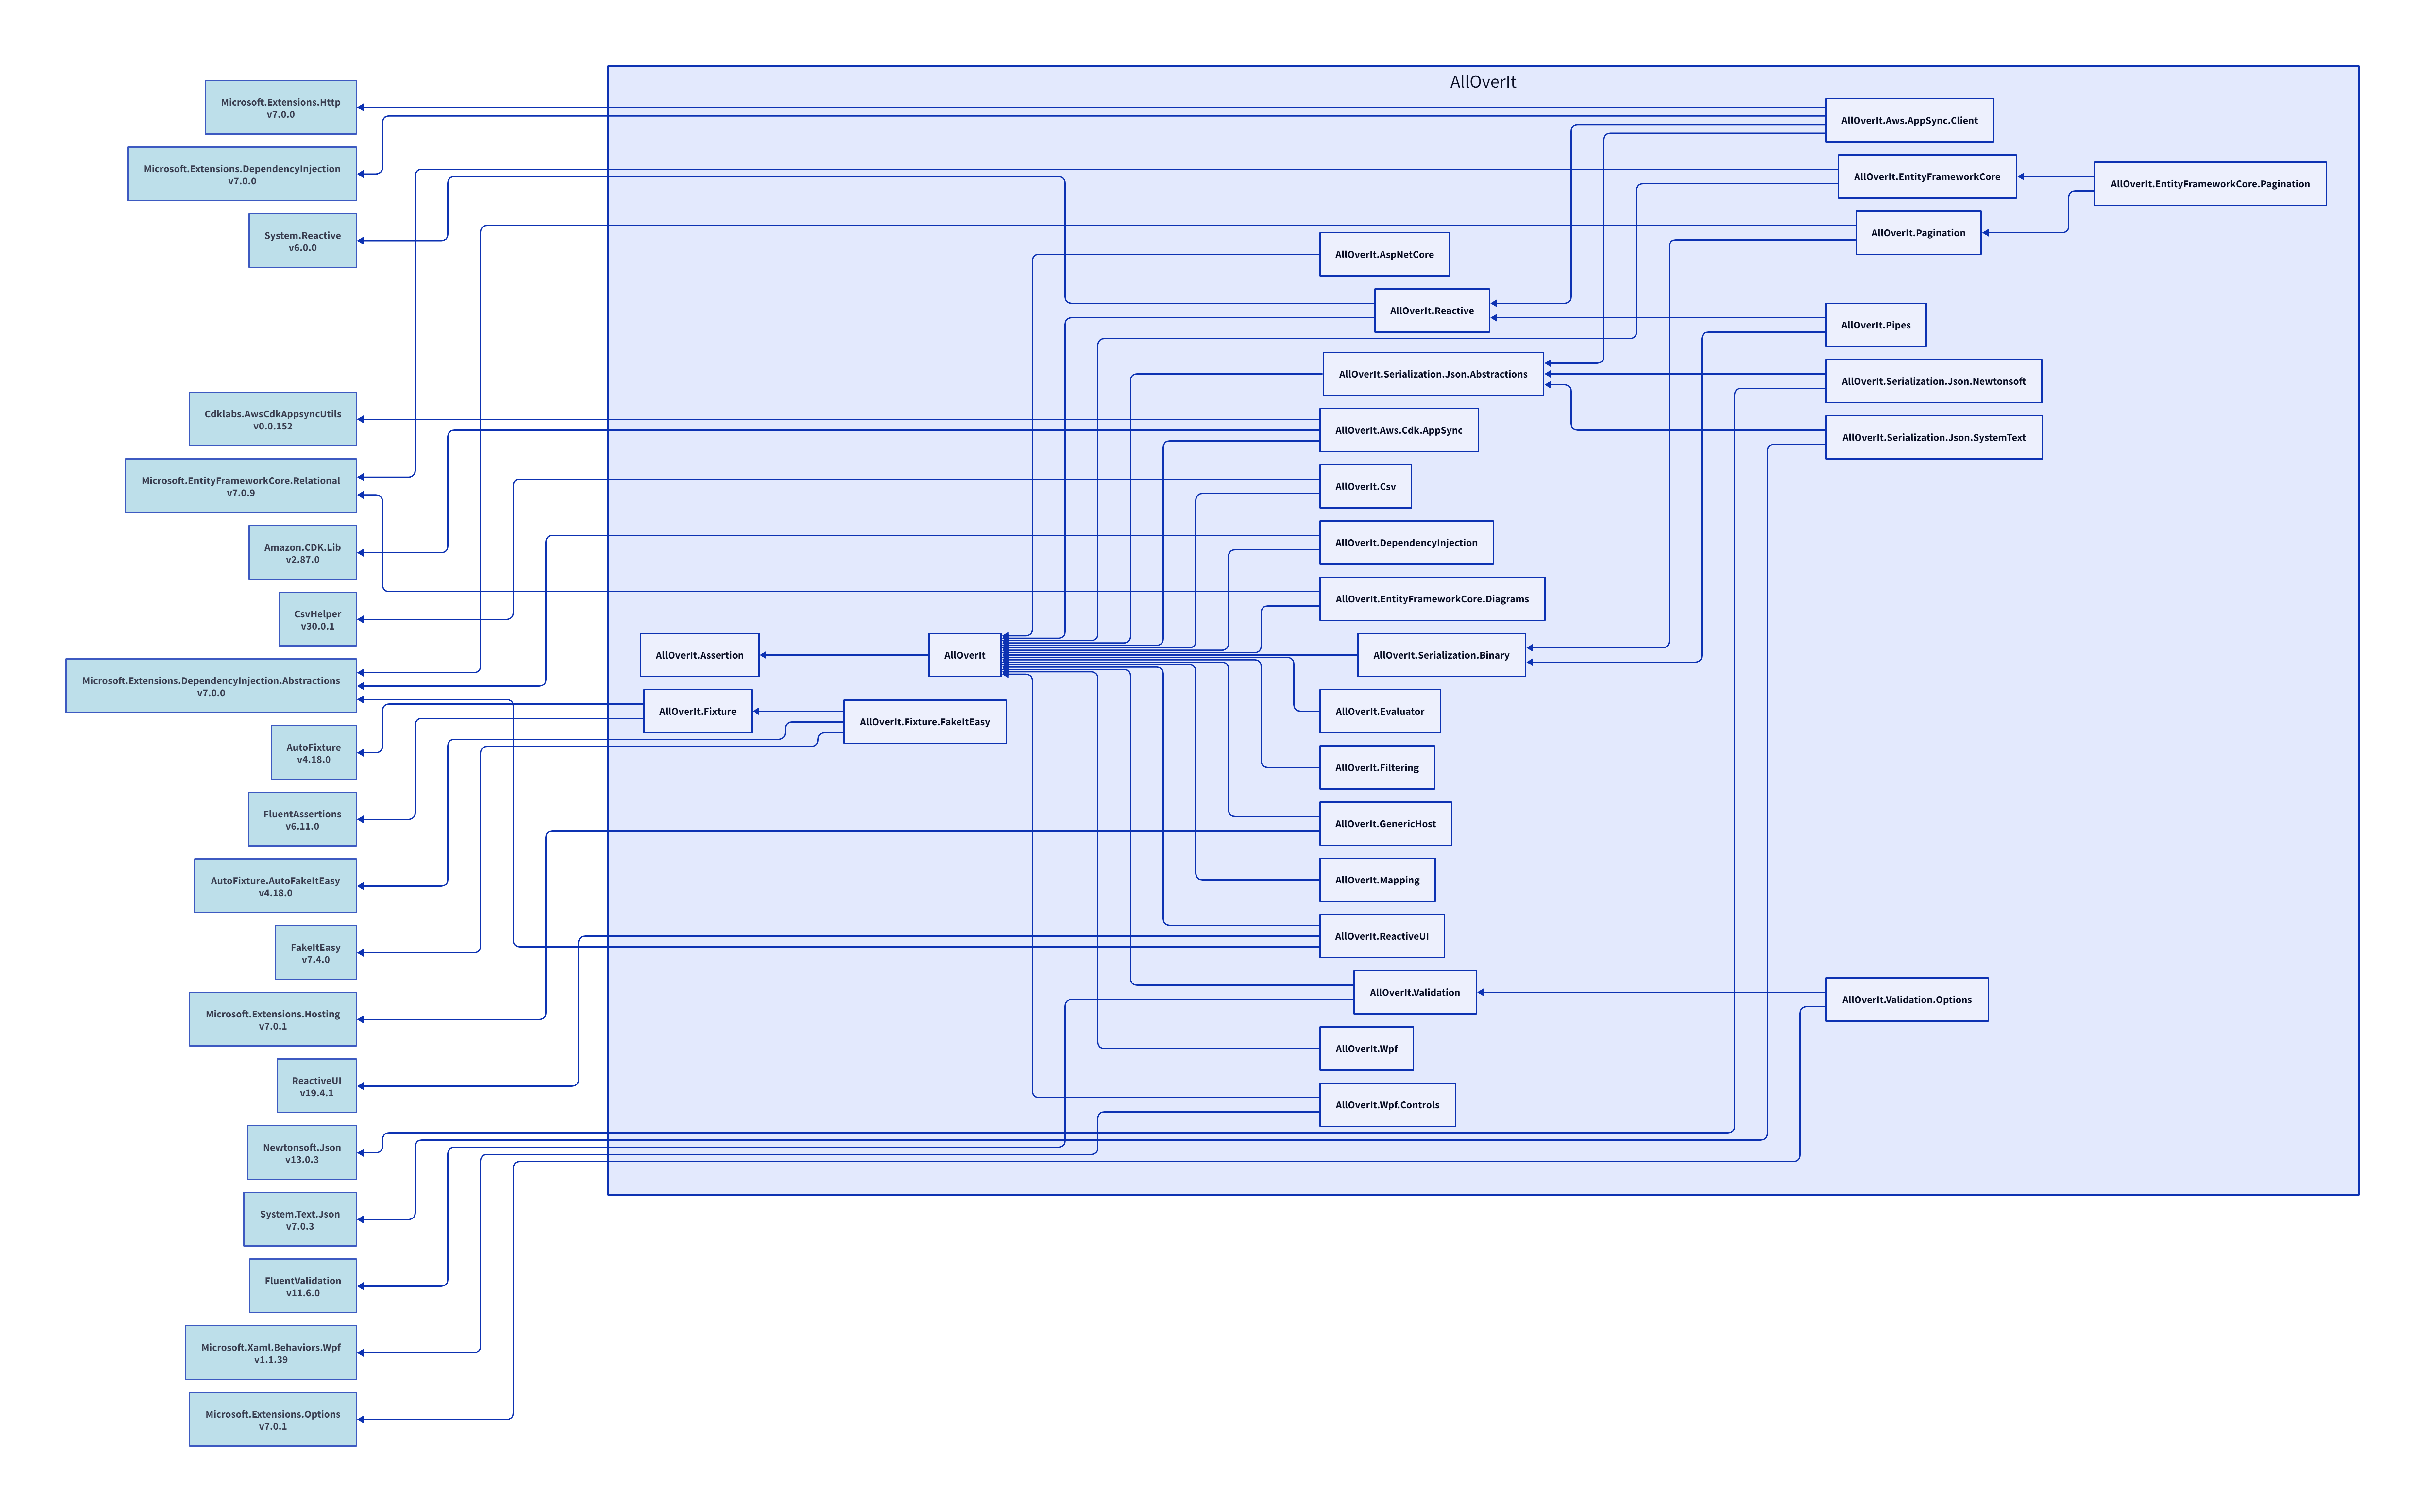 AllOverIt
Microsoft.Extensions.Http
v7.0.0
Microsoft.Extensions.DependencyInjection
v7.0.0
System.Reactive
v6.0.0
Cdklabs.AwsCdkAppsyncUtils
v0.0.152
Microsoft.EntityFrameworkCore.Relational
v7.0.9
Amazon.CDK.Lib
v2.87.0
CsvHelper
v30.0.1
Microsoft.Extensions.DependencyInjection.Abstractions
v7.0.0
AutoFixture
v4.18.0
FluentAssertions
v6.11.0
AutoFixture.AutoFakeItEasy
v4.18.0
FakeItEasy
v7.4.0
Microsoft.Extensions.Hosting
v7.0.1
ReactiveUI
v19.4.1
Newtonsoft.Json
v13.0.3
System.Text.Json
v7.0.3
FluentValidation
v11.6.0
Microsoft.Xaml.Behaviors.Wpf
v1.1.39
Microsoft.Extensions.Options
v7.0.1
AllOverIt.Assertion
AllOverIt.Fixture
AllOverIt
AllOverIt.Fixture.FakeItEasy
AllOverIt.AspNetCore
AllOverIt.Reactive
AllOverIt.Serialization.Json.Abstractions
AllOverIt.Aws.Cdk.AppSync
AllOverIt.Csv
AllOverIt.DependencyInjection
AllOverIt.EntityFrameworkCore.Diagrams
AllOverIt.Serialization.Binary
AllOverIt.Evaluator
AllOverIt.Filtering
AllOverIt.GenericHost
AllOverIt.Mapping
AllOverIt.ReactiveUI
AllOverIt.Validation
AllOverIt.Wpf
AllOverIt.Wpf.Controls
AllOverIt.Aws.AppSync.Client
AllOverIt.EntityFrameworkCore
AllOverIt.Pagination
AllOverIt.Pipes
AllOverIt.Serialization.Json.Newtonsoft
AllOverIt.Serialization.Json.SystemText
AllOverIt.Validation.Options
AllOverIt.EntityFrameworkCore.Pagination